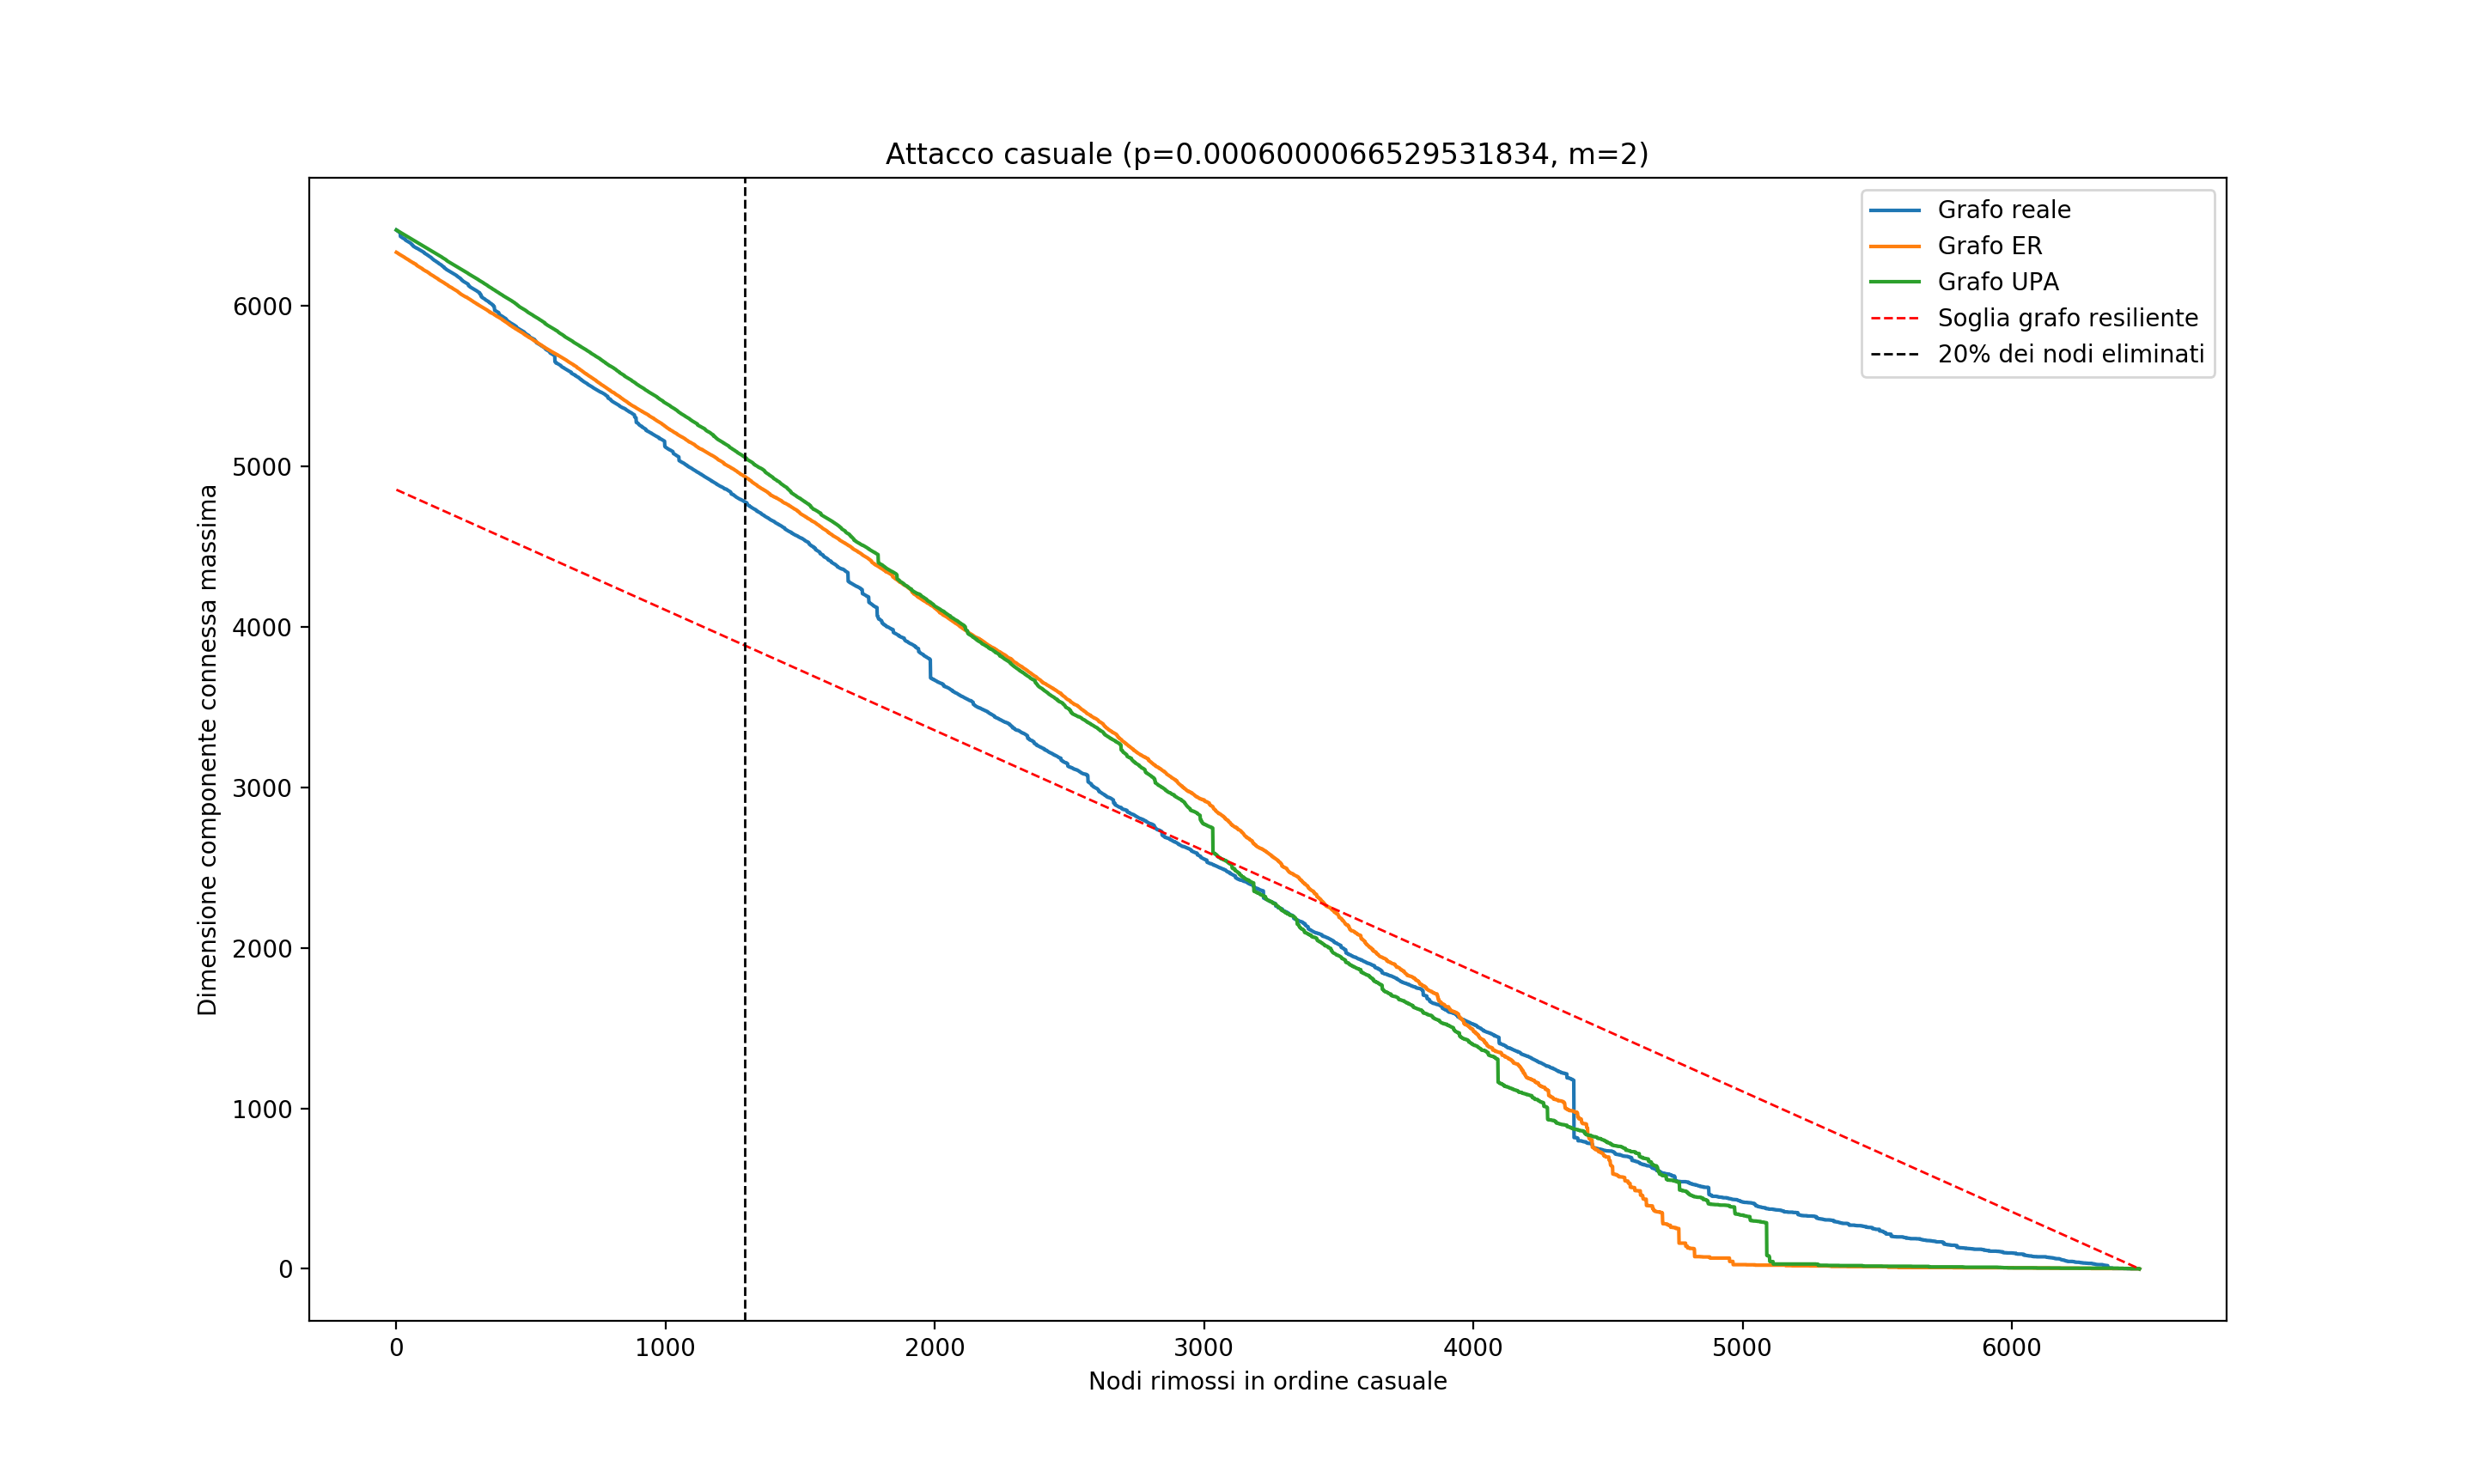 Attacco casuale (p=0.0006000066529531834, m=2)
Grafo reale
Grafo ER
Grafo UPA
Soglia grafo resiliente
20% dei nodi eliminati
Dimensione componente connessa massima
6000
5000
4000
3000
2000
1000
0
0 1000 2000 3000 4000 5000 6000
Nodi rimossi in ordine casuale